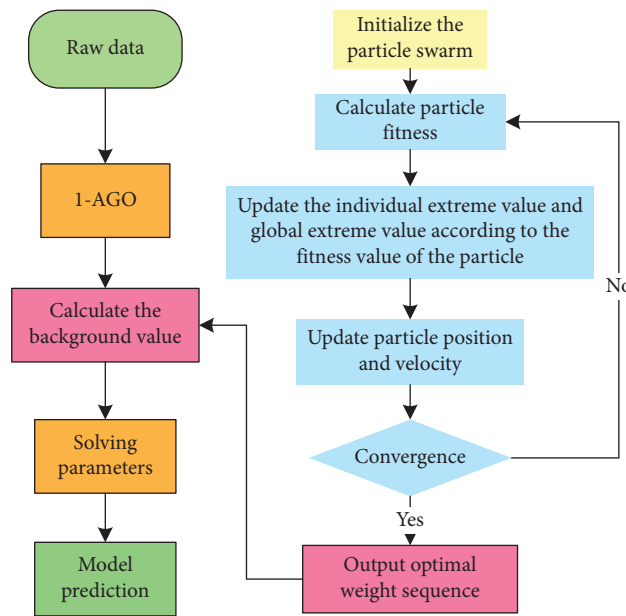 Raw data
1-AGO
Calculate the
background value
Solving
parameters
Model
prediction
Initialize the
particle swarm
Calculate particle
fitness
Update the individual extreme value and
global extreme value according to the
fitness value of the particle
Update particle position
and velocity
Convergence
No
Yes
Output optimal
weight sequence